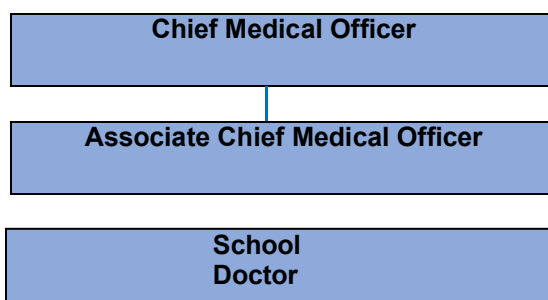 Chief Medical Officer
Associate Chief Medical Officer
School
Doctor